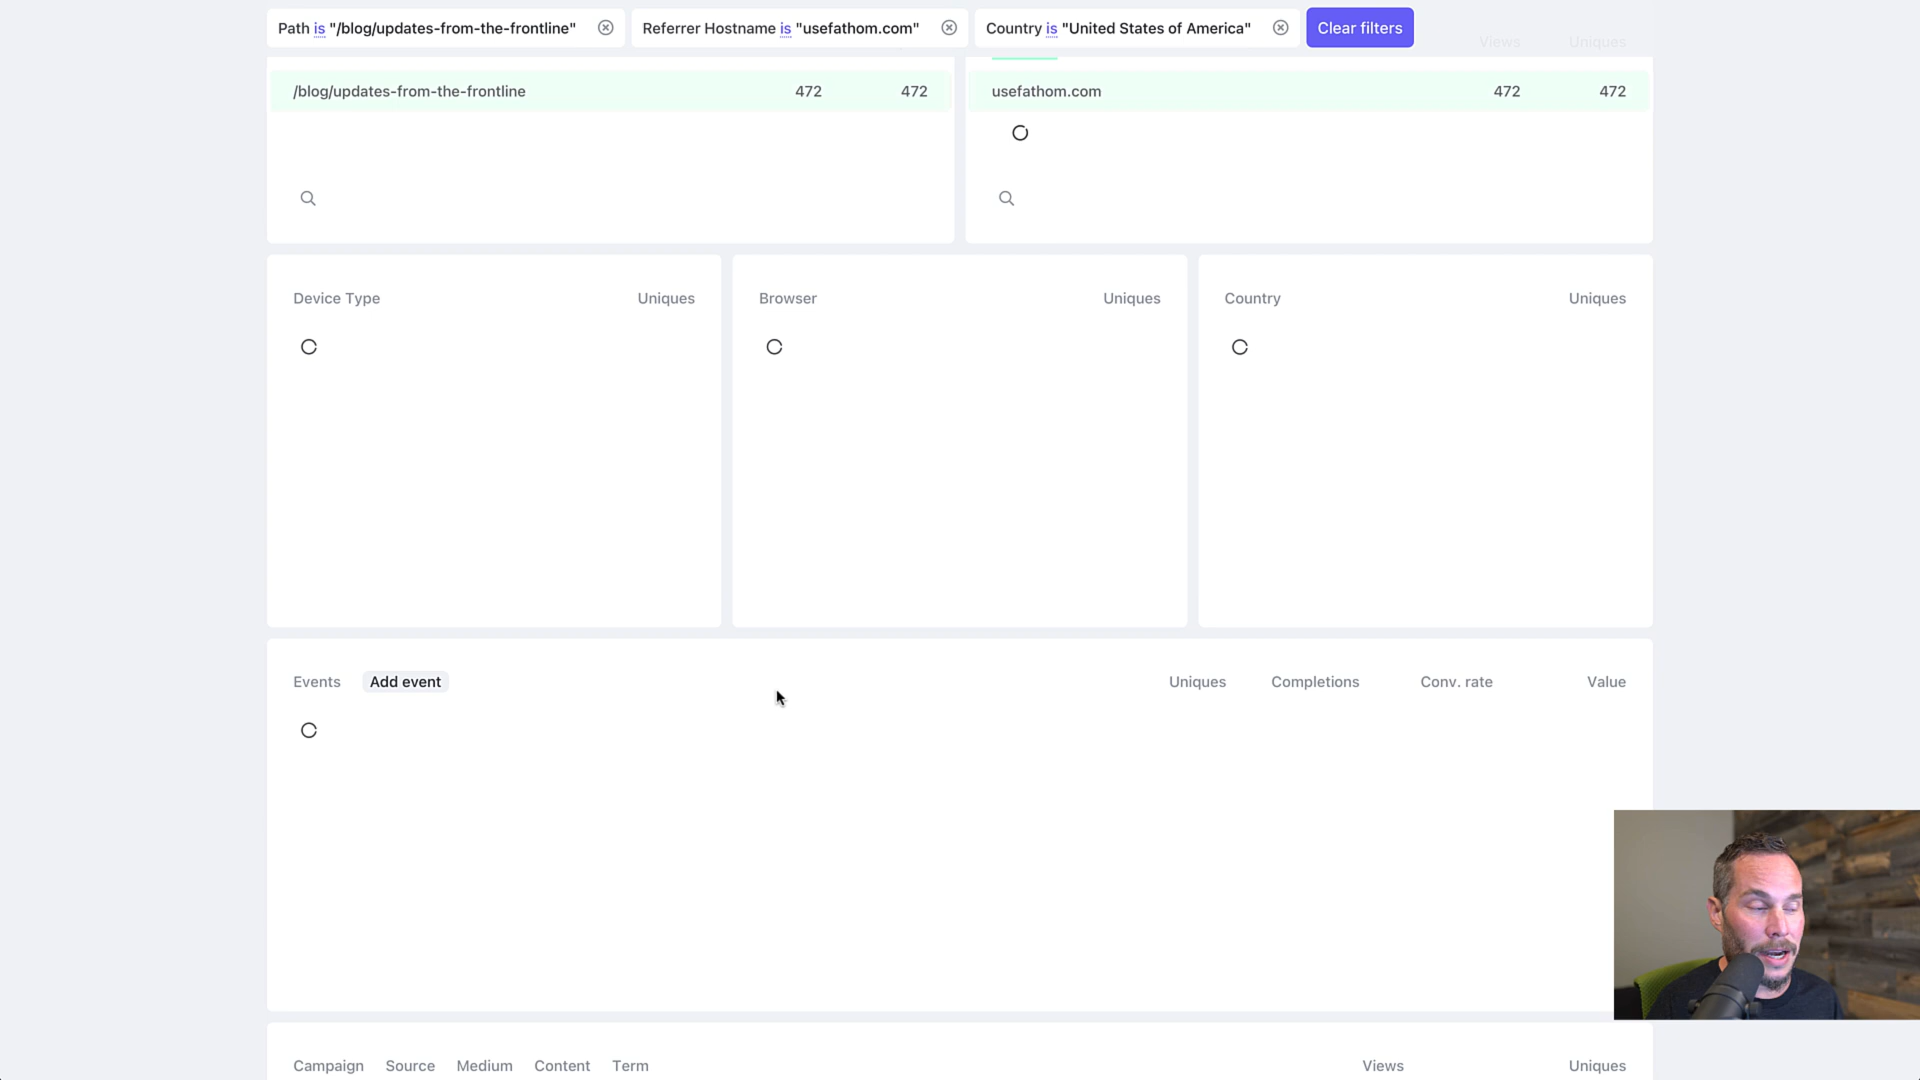 Path is "/blog/updates-from-the-frontline"
Referrer Hostname is "usefathom.com"
Country is "United States of America"
Clear filters
Views Uniques
/blog/updates-from-the-frontline 472 472
usefathom.com 472 472
Device Type Uniques
Browser Uniques
Country Uniques
Events Add event Uniques Completions Conv. rate Value
Campaign Source Medium Content Term Views Uniques